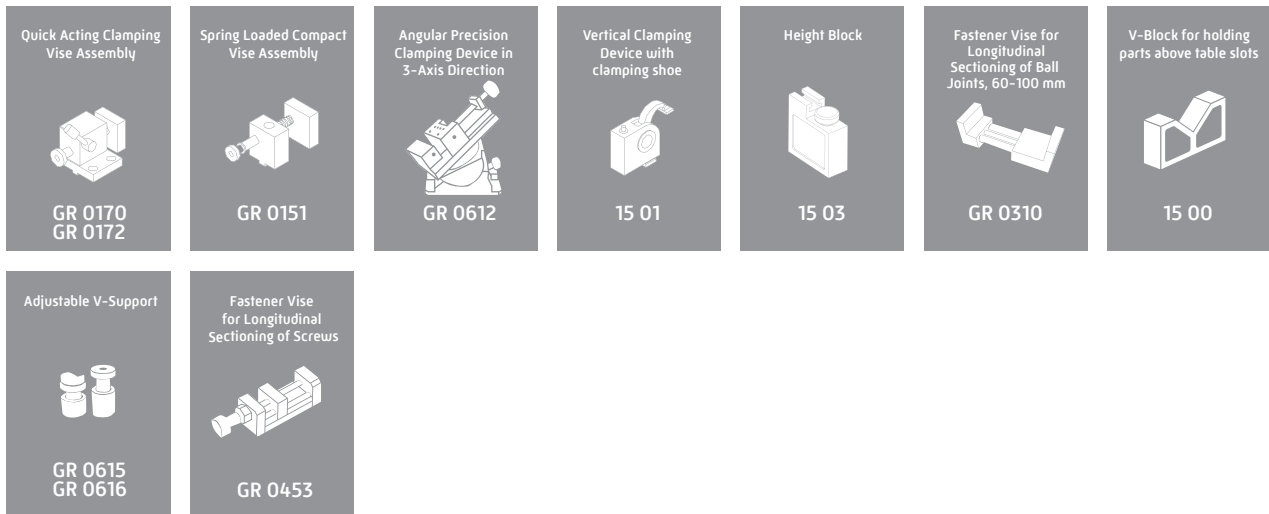 Quick Acting Clamping
Vise Assembly
GR 0170
GR 0172
Spring Loaded Compact
Vise Assembly
GR 0151
Angular Precision
Clamping Device in
3-Axis Direction
GR 0612
Vertical Clamping
Device with
clamping shoe
15 01
Height Block
15 03
Fastener Vise for
Longitudinal
Sectioning of Ball
Joints, 60-100 mm
GR 0310
V-Block for holding
parts above table slots
15 00
Adjustable V-Support
GR 0615
GR 0616
Fastener Vise
for Longitudinal
Sectioning of Screws
GR 0453